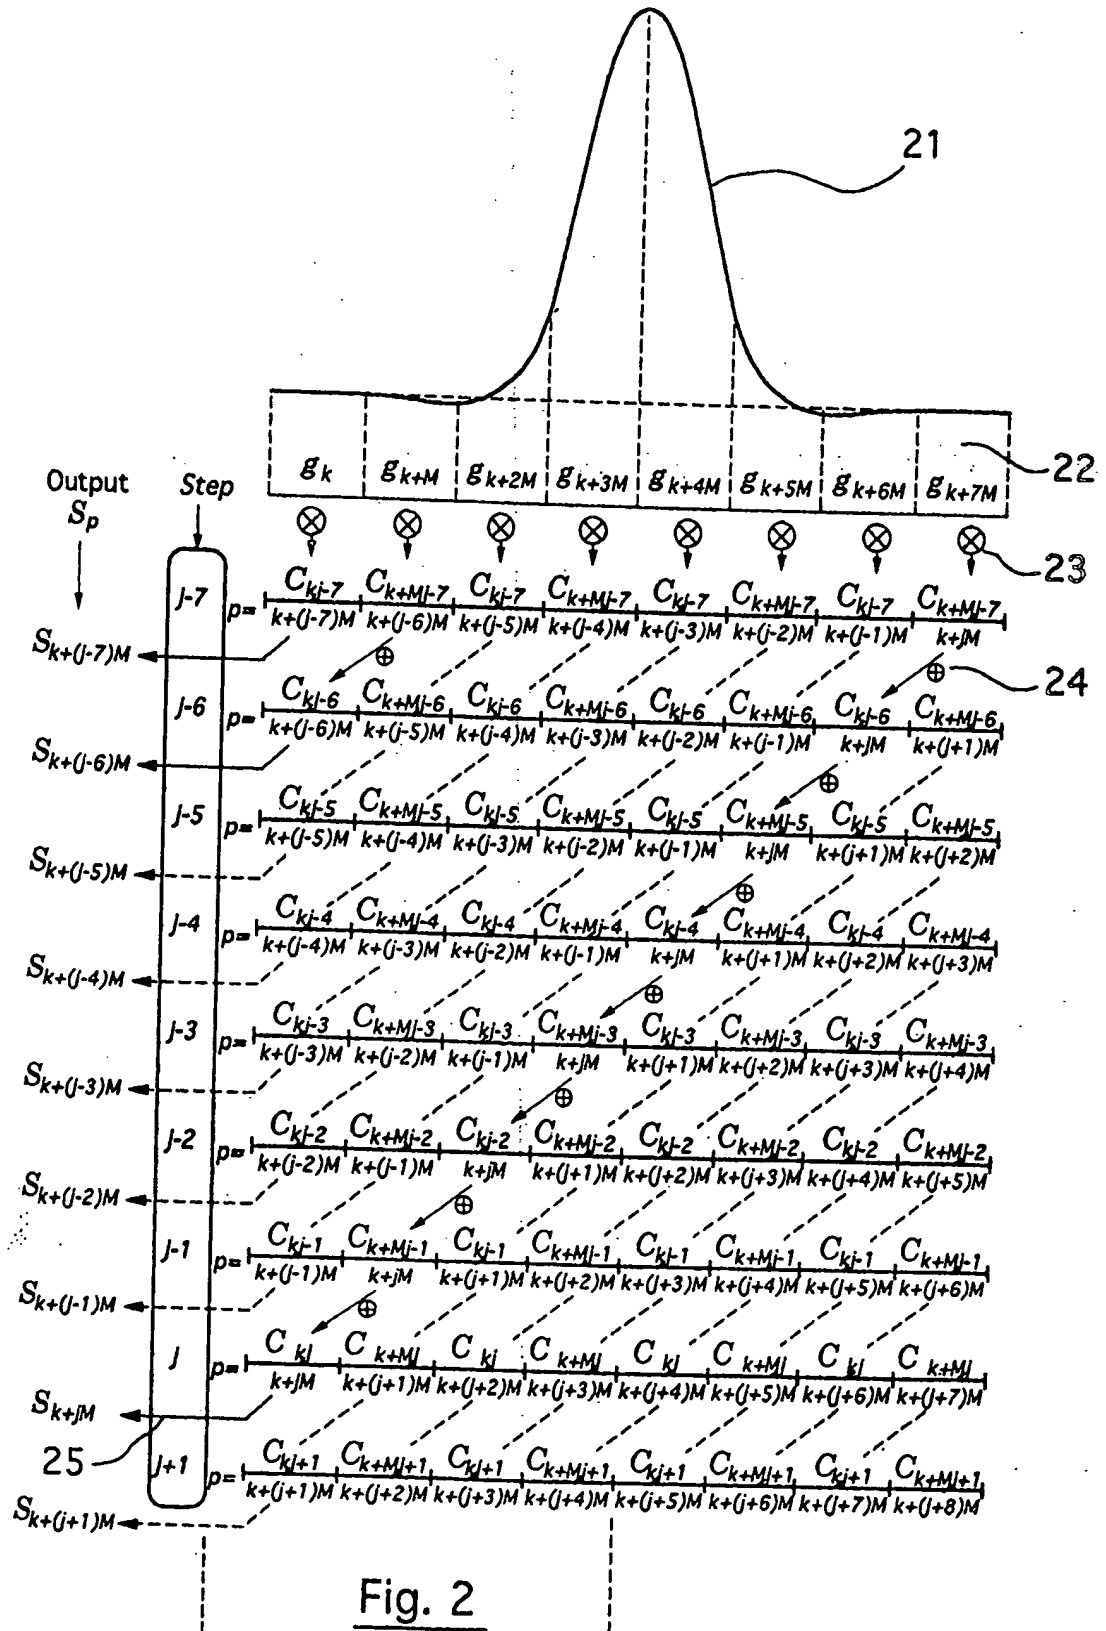 21
g_k g_{k+M} g_{k+2M} g_{k+3M} g_{k+4M} g_{k+5M} g_{k+6M} g_{k+7M}
22
Output
S_p
Step
23
j-7 p= C_{kj-7} C_{k+Mj-7} C_{kj-7} C_{k+Mj-7} C_{kj-7} C_{k+Mj-7} C_{kj-7} C_{k+Mj-7}
k+(j-7)M k+(j-6)M k+(j-5)M k+(j-4)M k+(j-3)M k+(j-2)M k+(j-1)M k+jM
S_{k+(j-7)M}
24
j-6 p= C_{kj-6} C_{k+Mj-6} C_{kj-6} C_{k+Mj-6} C_{kj-6} C_{k+Mj-6} C_{kj-6} C_{k+Mj-6}
k+(j-6)M k+(j-5)M k+(j-4)M k+(j-3)M k+(j-2)M k+(j-1)M k+jM k+(j+1)M
S_{k+(j-6)M}
j-5 p= C_{kj-5} C_{k+Mj-5} C_{kj-5} C_{k+Mj-5} C_{kj-5} C_{k+Mj-5} C_{kj-5} C_{k+Mj-5}
k+(j-5)M k+(j-4)M k+(j-3)M k+(j-2)M k+(j-1)M k+jM k+(j+1)M k+(j+2)M
S_{k+(j-5)M}
j-4 p= C_{kj-4} C_{k+Mj-4} C_{kj-4} C_{k+Mj-4} C_{kj-4} C_{k+Mj-4} C_{kj-4} C_{k+Mj-4}
k+(j-4)M k+(j-3)M k+(j-2)M k+(j-1)M k+jM k+(j+1)M k+(j+2)M k+(j+3)M
S_{k+(j-4)M}
j-3 p= C_{kj-3} C_{k+Mj-3} C_{kj-3} C_{k+Mj-3} C_{kj-3} C_{k+Mj-3} C_{kj-3} C_{k+Mj-3}
k+(j-3)M k+(j-2)M k+(j-1)M k+jM k+(j+1)M k+(j+2)M k+(j+3)M k+(j+4)M
S_{k+(j-3)M}
j-2 p= C_{kj-2} C_{k+Mj-2} C_{kj-2} C_{k+Mj-2} C_{kj-2} C_{k+Mj-2} C_{kj-2} C_{k+Mj-2}
k+(j-2)M k+(j-1)M k+jM k+(j+1)M k+(j+2)M k+(j+3)M k+(j+4)M k+(j+5)M
S_{k+(j-2)M}
j-1 p= C_{kj-1} C_{k+Mj-1} C_{kj-1} C_{k+Mj-1} C_{kj-1} C_{k+Mj-1} C_{kj-1} C_{k+Mj-1}
k+(j-1)M k+jM k+(j+1)M k+(j+2)M k+(j+3)M k+(j+4)M k+(j+5)M k+(j+6)M
S_{k+(j-1)M}
j p= C_{kj} C_{k+Mj} C_{kj} C_{k+Mj} C_{kj} C_{k+Mj} C_{kj} C_{k+Mj}
k+jM k+(j+1)M k+(j+2)M k+(j+3)M k+(j+4)M k+(j+5)M k+(j+6)M k+(j+7)M
S_{k+jM}
25
j+1 p= C_{kj+1} C_{k+Mj+1} C_{kj+1} C_{k+Mj+1} C_{kj+1} C_{k+Mj+1} C_{kj+1} C_{k+Mj+1}
k+(j+1)M k+(j+2)M k+(j+3)M k+(j+4)M k+(j+5)M k+(j+6)M k+(j+7)M k+(j+8)M
S_{k+(j+1)M}
Fig. 2